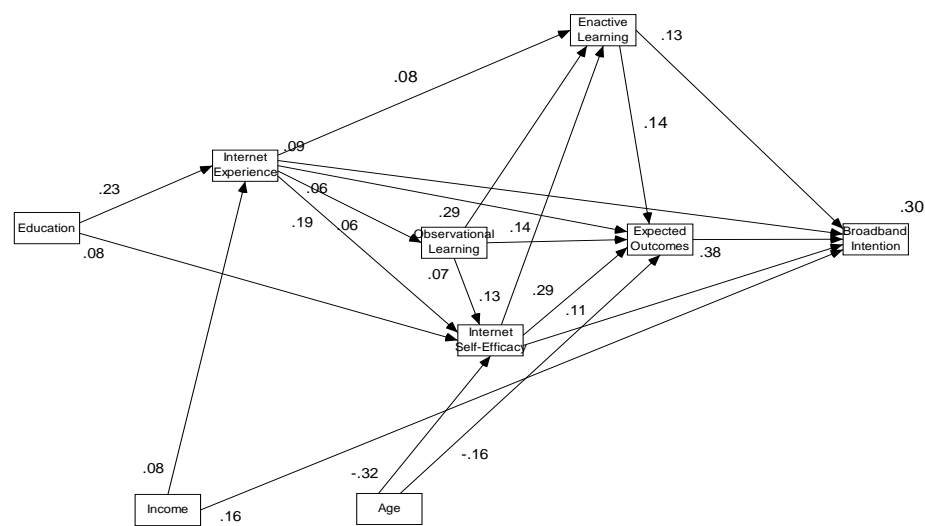 Enactive
Learning
.13
.08
.14
.09
Internet
Experience
.23
.06
.19
.06
.29
.14
.30
Education
Observational
Learning
Expected
Outcomes
Broadband
Intention
.08
.38
.07
.13
.29
.11
Internet
Self-Efficacy
-.32
-.16
.08
Income
.16
Age